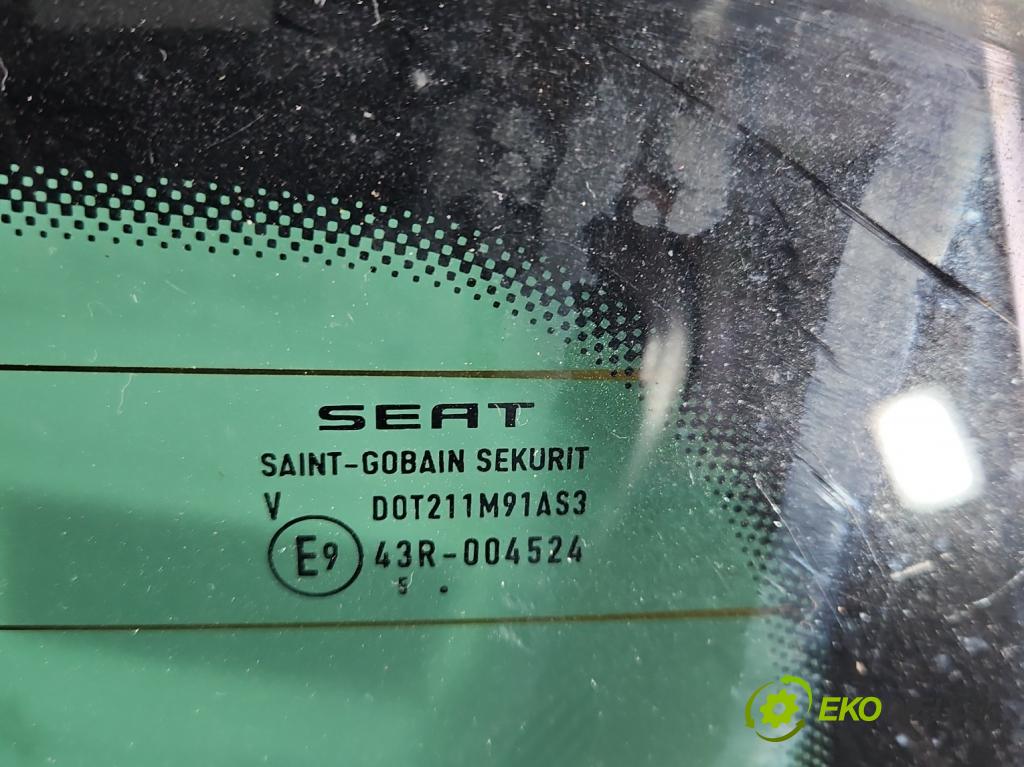 SEAT
SAINT-GOBAIN SEKURIT
V DOT211M91AS3
E9 43R-004524
5 .
EKO